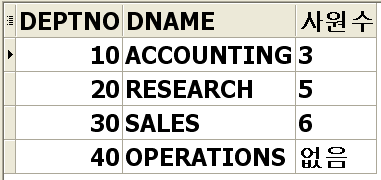 DEPTNO DNAME 사원수
10 ACCOUNTING 3
20 RESEARCH 5
30 SALES 6
40 OPERATIONS 없음